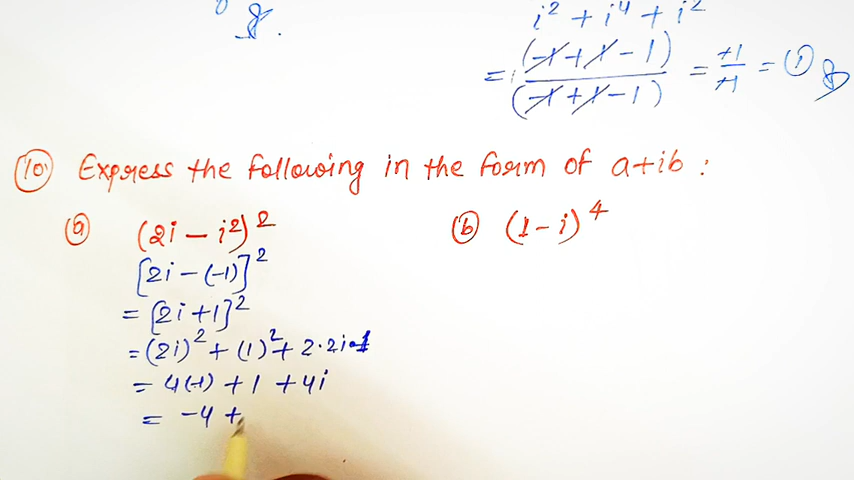 i² + i⁴ + i²
= (-1 + 1 - 1) / (-1 + 1 - 1) = +1/+1 = 1
10 Express the following in the form of a+ib :
(a) (2i - i²)²
(b) (1 - i)⁴
[2i - (-1)]²
= [2i + 1]²
= (2i)² + (1)² + 2·2i·1
= 4(-1) + 1 + 4i
= -4 +